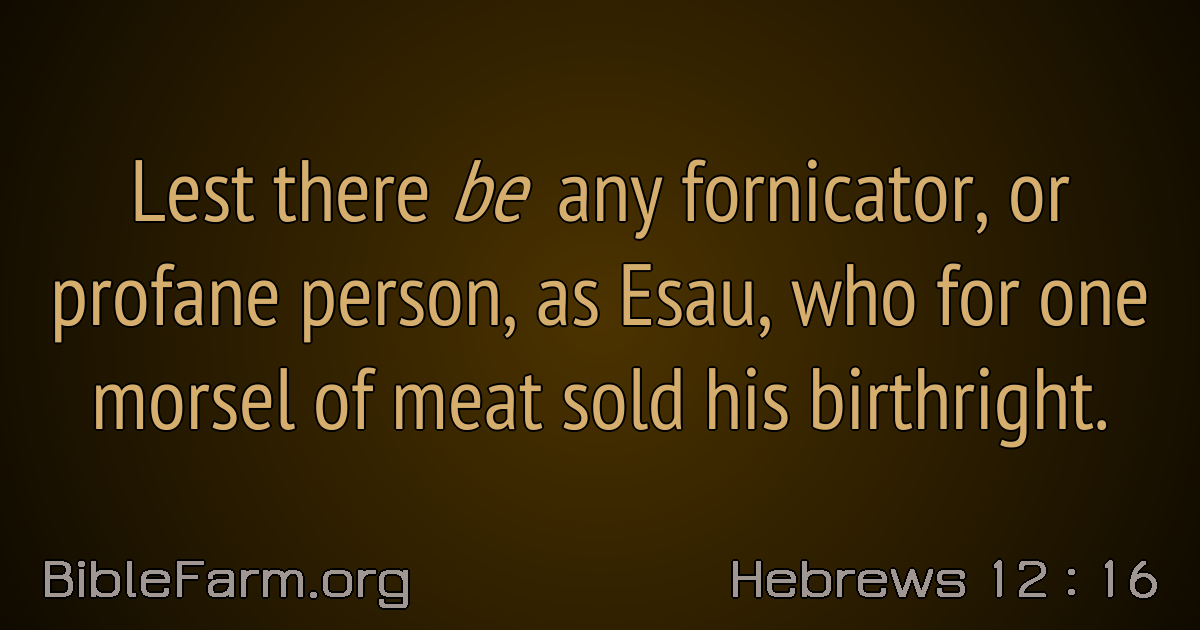 Lest there be any fornicator, or
profane person, as Esau, who for one
morsel of meat sold his birthright.
BibleFarm.org
Hebrews 12 : 16